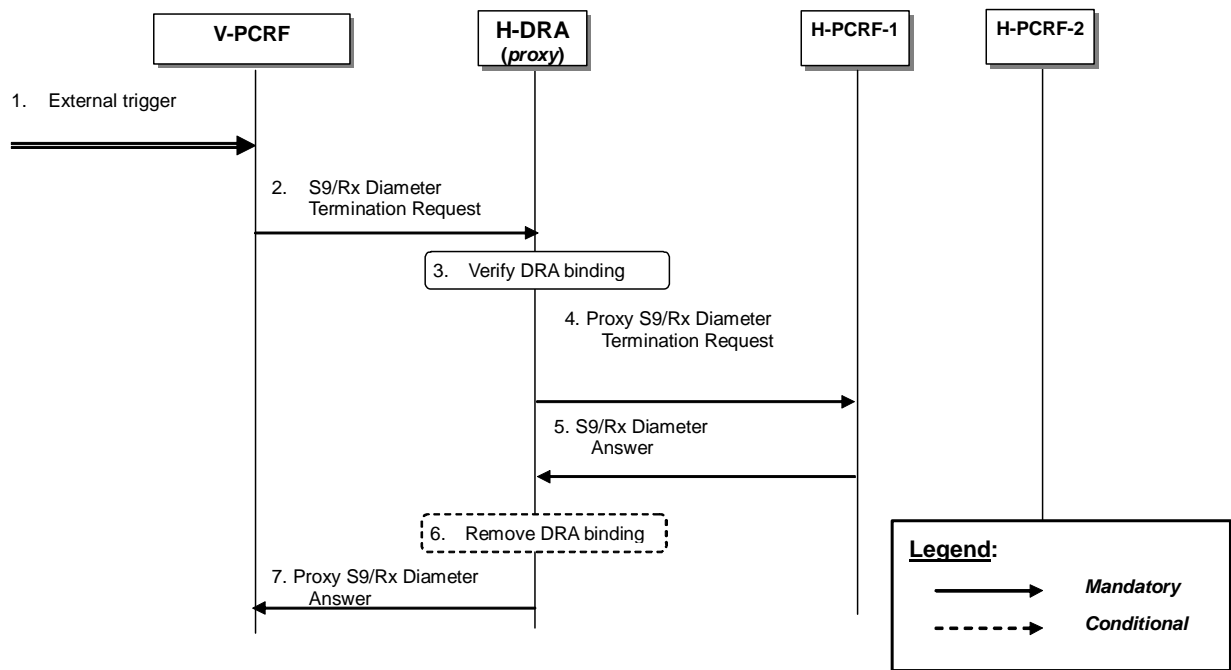 V-PCRF
H-DRA
(proxy)
H-PCRF-1
H-PCRF-2
1. External trigger
2. S9/Rx Diameter
Termination Request
3. Verify DRA binding
4. Proxy S9/Rx Diameter
Termination Request
5. S9/Rx Diameter
Answer
6. Remove DRA binding
7. Proxy S9/Rx Diameter
Answer
Legend:
Mandatory
Conditional